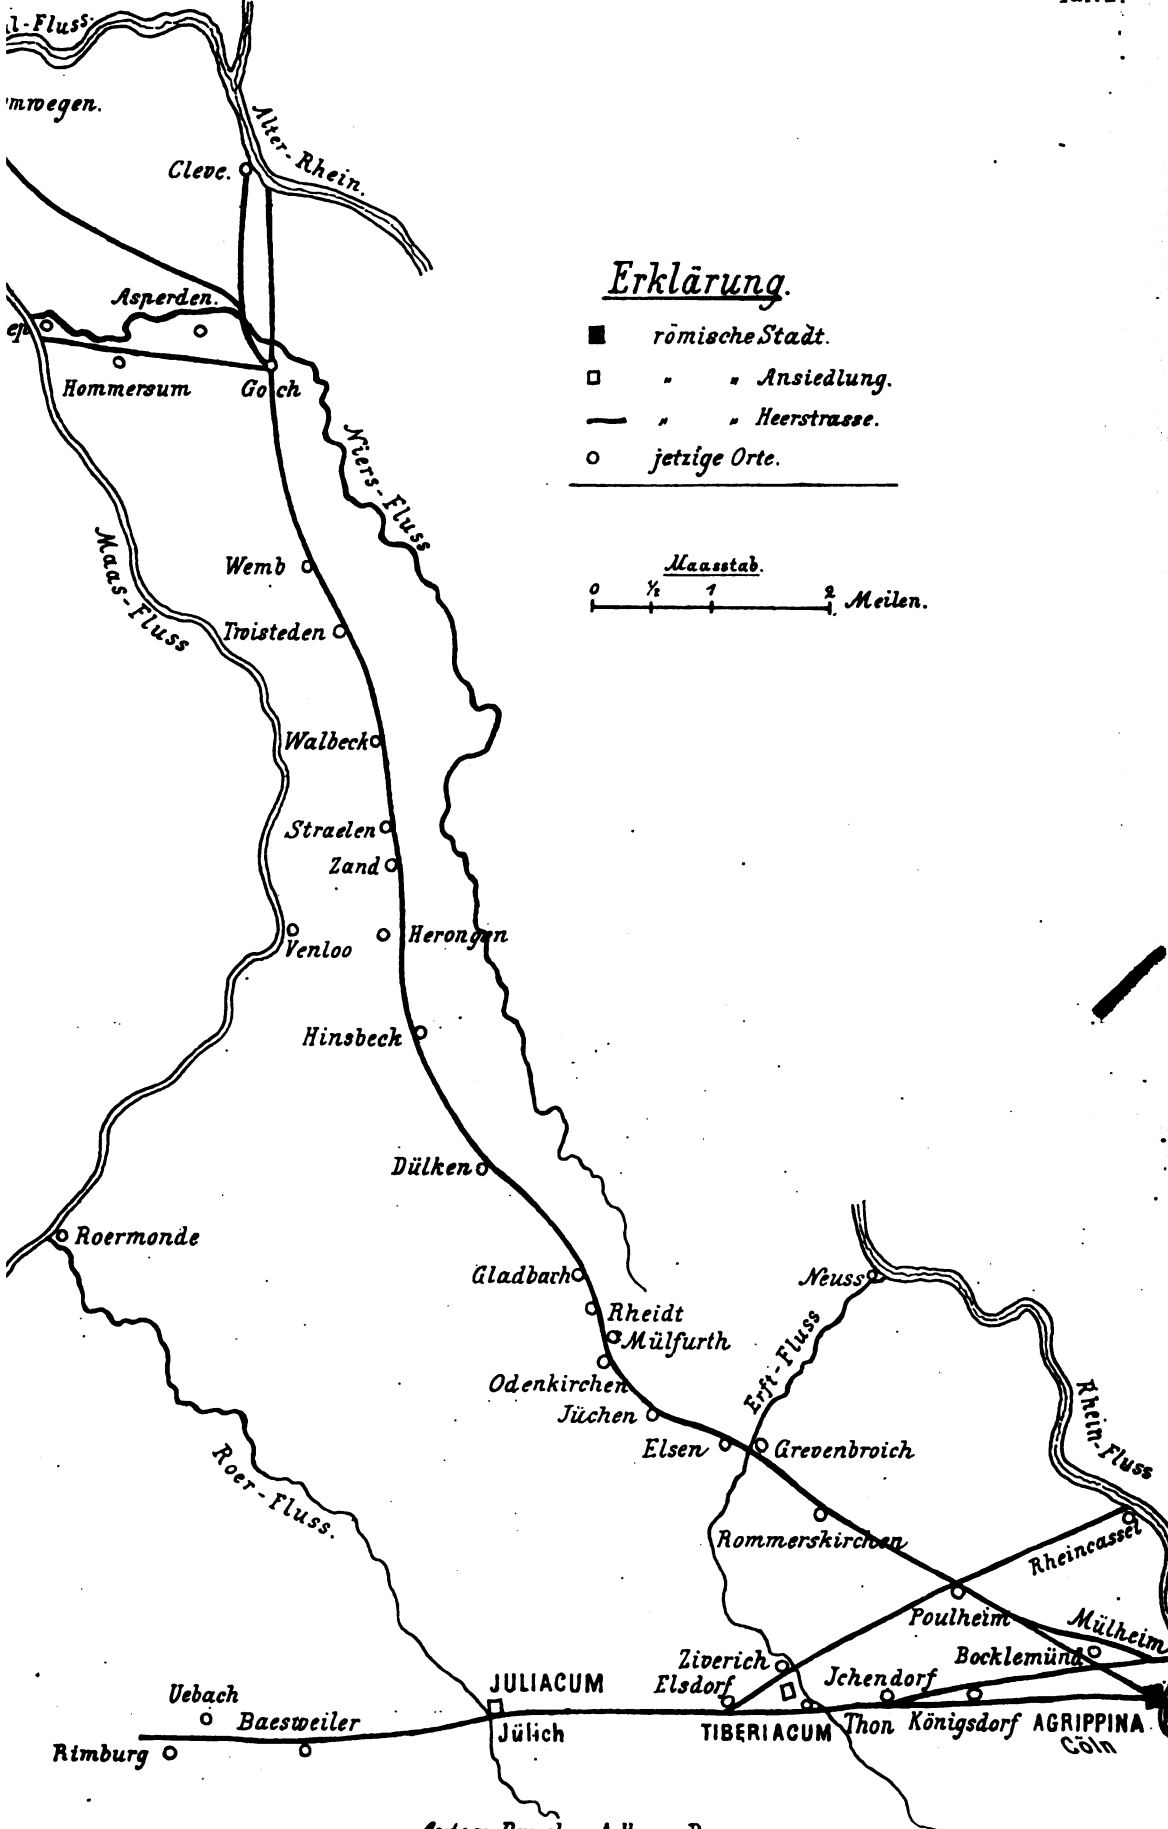 Alter-Rhein.
mwegen.
Cleve.
Asperden.
Hommersum
Goch
Erklärung.
römische Stadt.
" " Ansiedlung.
" " Heerstrasse.
jetzige Orte.
Niers-Fluss
Maasstab.
0 ½ 1 2 Meilen.
Maas-Fluss
Wemb
Twisteden
Walbeck
Straelen
Zand
Venloo
Herongen
Hinsbeck
Dülken
Roermonde
Gladbach
Neuss
Rheidt
Mülfurth
Odenkirchen
Jüchen
Erft-Fluss
Rhein-Fluss
Elsen
Grevenbroich
Roer-Fluss.
Rommerskirchen
Rheincassel
Poulheim
Mülheim
Bocklemünd
Ziverich
Elsdorf
Jchendorf
JULIACUM
Uebach
Baesweiler
Jülich
TIBERIACUM
Thon
Königsdorf
AGRIPPINA
Cöln
Rimburg